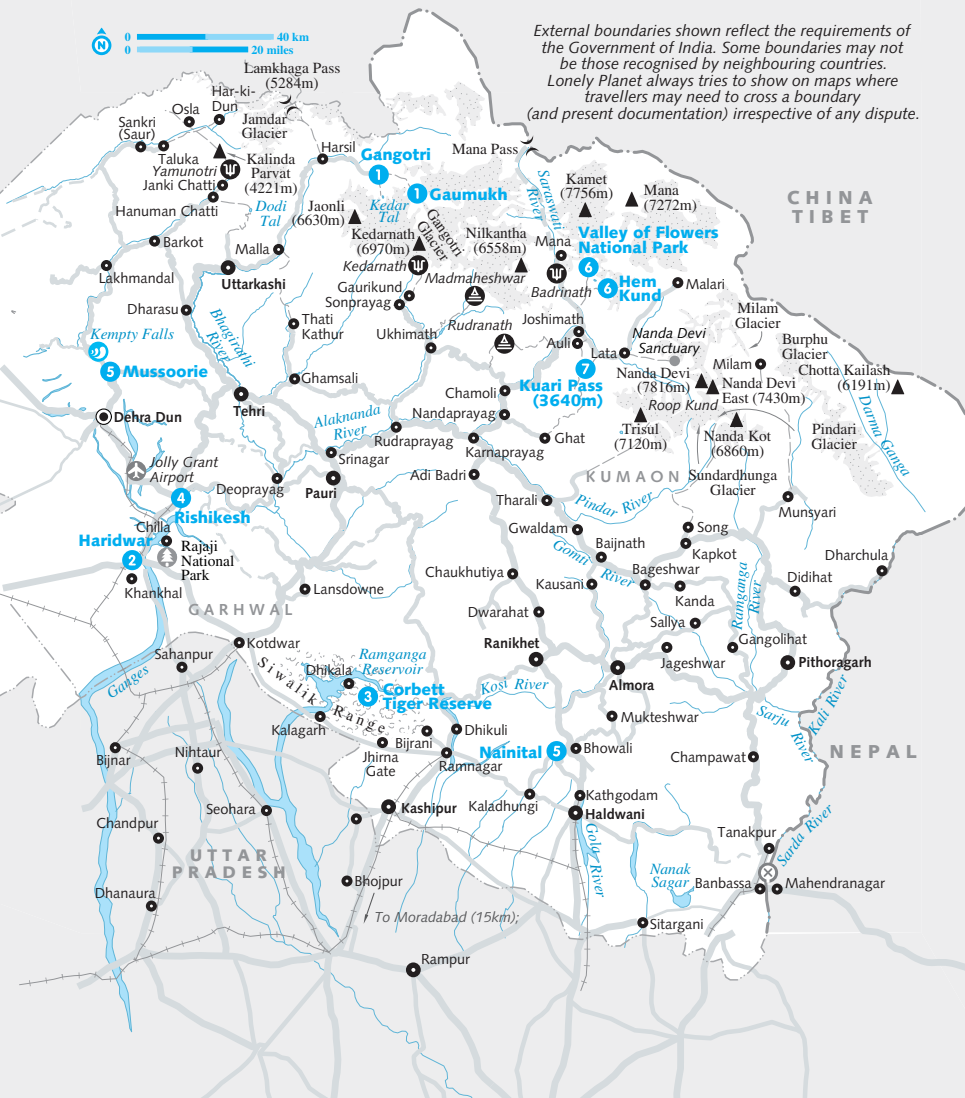 N
0 40 km
0 20 miles
External boundaries shown reflect the requirements of
the Government of India. Some boundaries may not
be those recognised by neighbouring countries.
Lonely Planet always tries to show on maps where
travellers may need to cross a boundary
(and present documentation) irrespective of any dispute.
Lamkhaga Pass
(5284m)
Har-ki-
Dun
Osla
Jamdar
Glacier
Sankri
(Saur)
Taluka
Yamunotri
Kalinda
Parvat
(4221m)
Janki Chatti
Hanuman Chatti
Harsil
Gangotri
1
1
Gaumukh
Mana Pass
Saraswati
River
Kamet
(7756m)
Mana
(7272m)
CHINA
TIBET
Dodi
Tal
Jaonli
(6630m)
Kedar
Tal
Gangotri
Glacier
Kedarnath
(6970m)
Kedarnath
Nilkantha
(6558m)
Mana
Valley of Flowers
National Park
6
6
Hem
Kund
Badrinath
Malari
Barkot
Malla
Lakhmandal
Uttarkashi
Madmaheshwar
Gaurikund
Sonprayag
Dharasu
Bhagirathi
River
Thati
Kathur
Ukhimath
Rudranath
Joshimath
Auli
Lata
Nanda Devi
Sanctuary
Milam
Glacier
Burphu
Glacier
Milam
Chotta Kailash
(6191m)
Kempty Falls
5
Mussoorie
Ghamsali
7
Kuari Pass
(3640m)
Nanda Devi
(7816m)
Nanda Devi
East (7430m)
Roop Kund
Darma Ganga
Dehra Dun
Tehri
Chamoli
Nandaprayag
Alaknanda
River
Rudraprayag
Karnaprayag
Ghat
Trisul
(7120m)
Nanda Kot
(6860m)
Pindari
Glacier
Jolly Grant
Airport
Srinagar
Deoprayag
Pauri
Adi Badri
KUMAON
Sundardhunga
Glacier
4
Rishikesh
Tharali
Pindar River
Munsyari
Chilla
Haridwar
2
Rajaji
National
Park
Gwaldam
Song
Gomti
River
Baijnath
Kapkot
Dharchula
Khankhal
Lansdowne
Chaukhutiya
Kausani
Bageshwar
Kanda
Ramganga
River
Didihat
GARHWAL
Dwarahat
Sallya
Gangolihat
Kotdwar
Ranikhet
Jageshwar
Pithoragarh
Sahanpur
Ganges
Siwalik Range
Dhikala
Ramganga
Reservoir
3
Corbett
Tiger Reserve
Kosi River
Almora
Sarju
River
Kali River
Kalagarh
Mukteshwar
NEPAL
Bijnar
Nihtaur
Jhirna
Gate
Bijrani
Dhikuli
Ramnagar
Nainital
5
Bhowali
Champawat
Seohara
Kashipur
Kaladhungi
Kathgodam
Haldwani
Chandpur
Gola River
Tanakpur
Sarda River
UTTAR
PRADESH
Dhanaura
Bhojpur
Nanak
Sagar
Banbassa
Mahendranagar
To Moradabad (15km);
Sitargani
Rampur